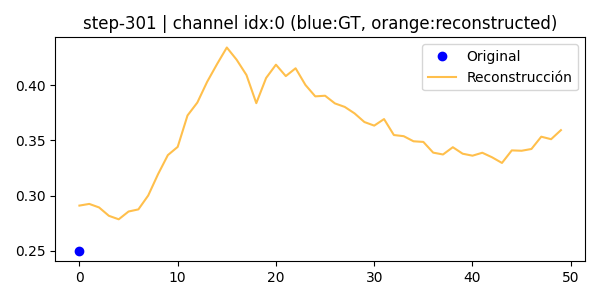 step-301 | channel idx:0 (blue:GT, orange:reconstructed)
Original
Reconstrucción
0.40
0.35
0.30
0.25
0 10 20 30 40 50